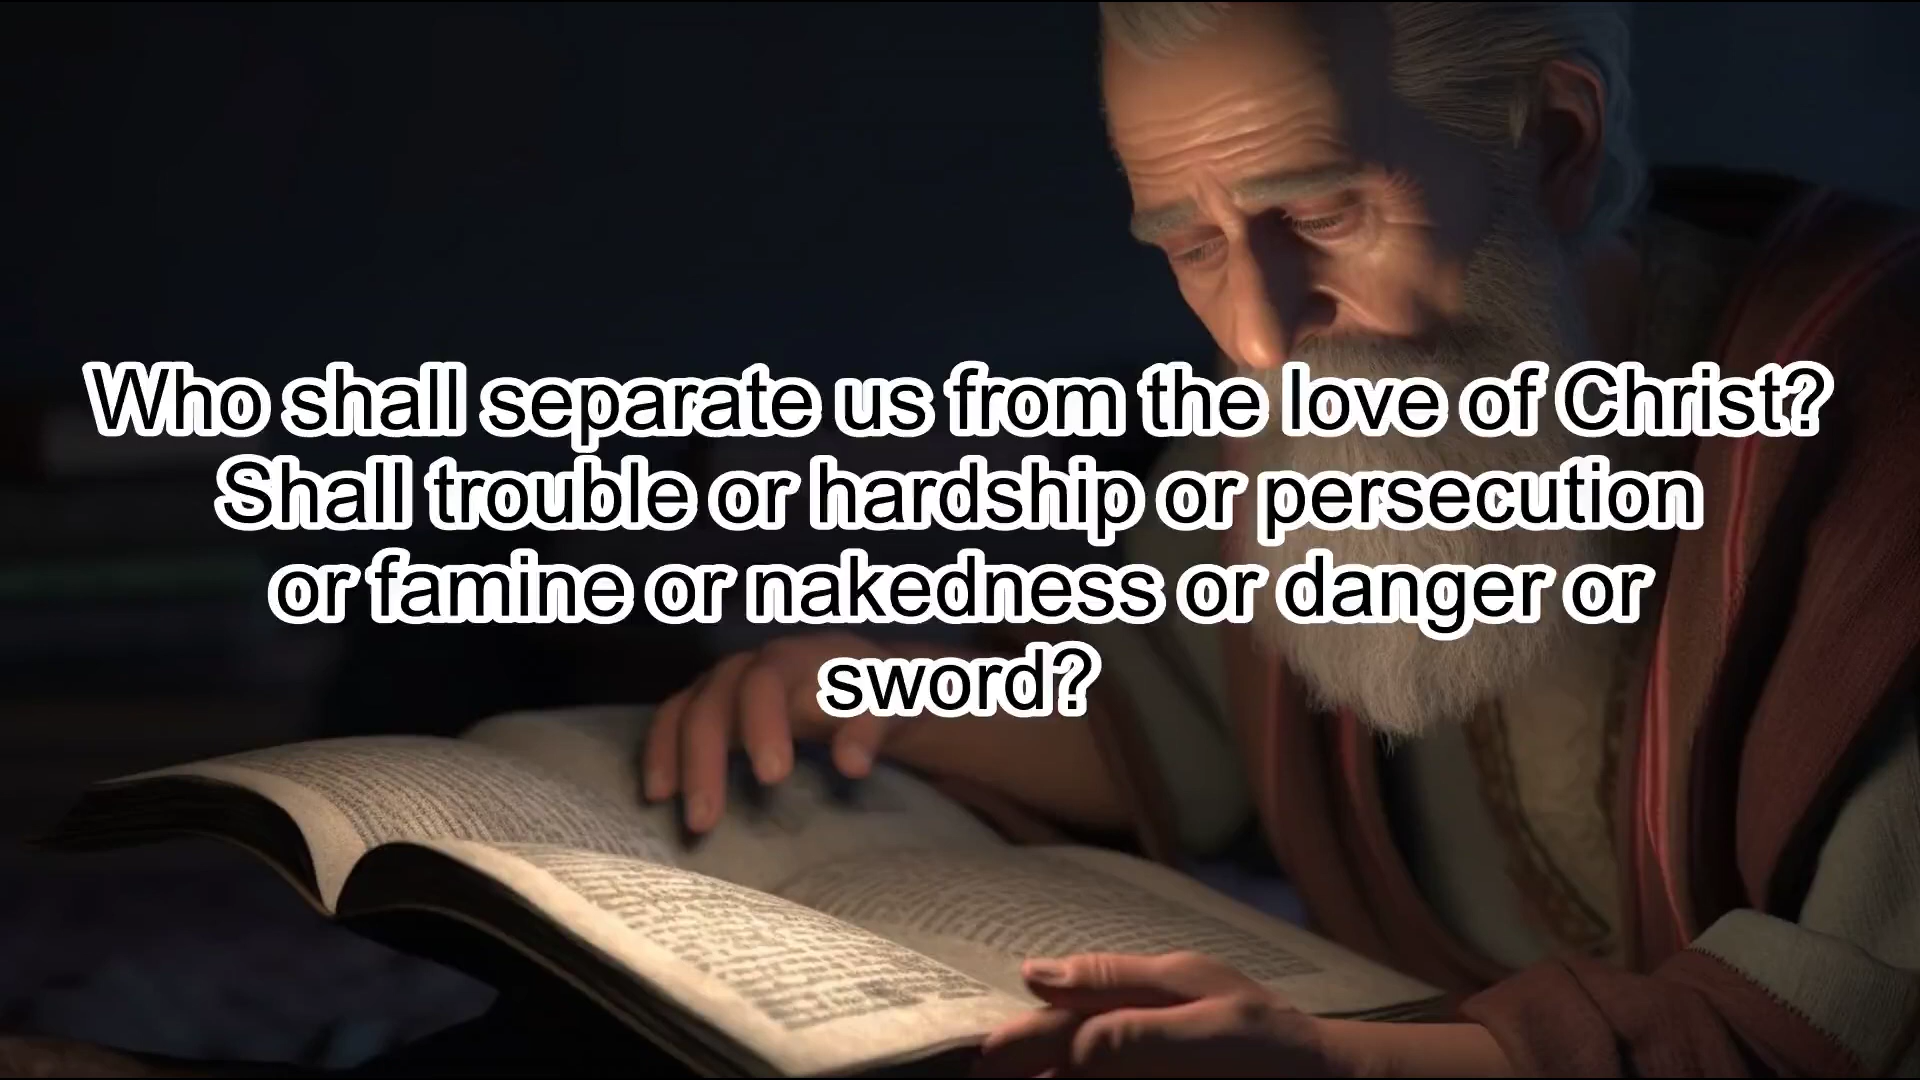 Who shall separate us from the love of Christ?
Shall trouble or hardship or persecution
or famine or nakedness or danger or
sword?